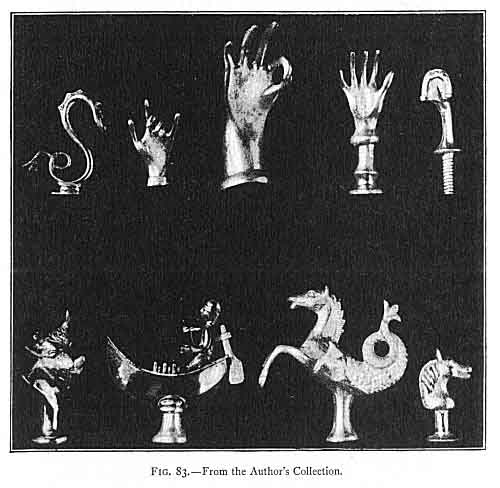 FIG. 83.—From the Author's Collection.